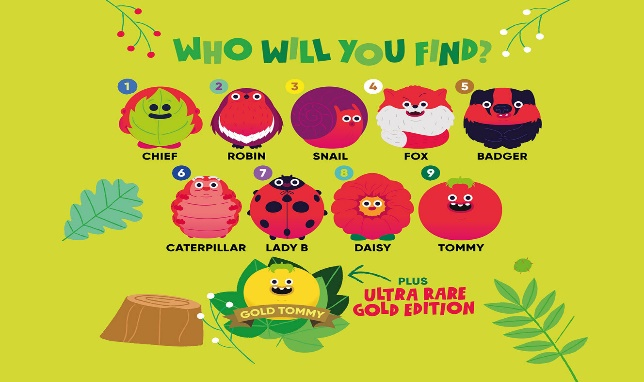 WHO WILL YOU FIND?
1 2 3 4 5
CHIEF ROBIN SNAIL FOX BADGER
6 7 8 9
CATERPILLAR LADY B DAISY TOMMY
GOLD TOMMY
PLUS
ULTRA RARE
GOLD EDITION